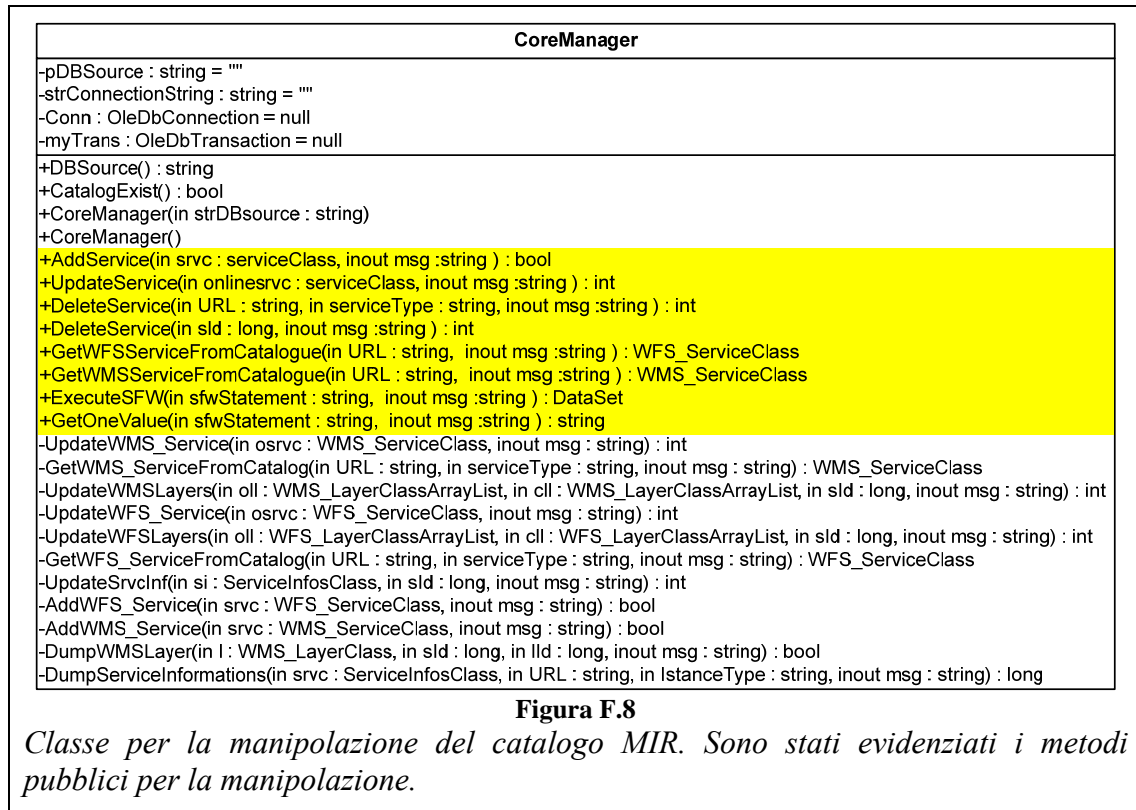 CoreManager
-pDBSource : string = ""
-strConnectionString : string = ""
-Conn : OleDbConnection = null
-myTrans : OleDbTransaction = null
+DBSource() : string
+CatalogExist() : bool
+CoreManager(in strDBsource : string)
+CoreManager()
+AddService(in srvc : serviceClass, inout msg :string ) : bool
+UpdateService(in onlinesrvc : serviceClass, inout msg :string ) : int
+DeleteService(in URL : string, in serviceType : string, inout msg :string ) : int
+DeleteService(in sId : long, inout msg :string ) : int
+GetWFSServiceFromCatalogue(in URL : string, inout msg :string ) : WFS_ServiceClass
+GetWMSServiceFromCatalogue(in URL : string, inout msg :string ) : WMS_ServiceClass
+ExecuteSFW(in sfwStatement : string, inout msg :string ) : DataSet
+GetOneValue(in sfwStatement : string, inout msg :string ) : string
-UpdateWMS_Service(in osrvc : WMS_ServiceClass, inout msg : string) : int
-GetWMS_ServiceFromCatalog(in URL : string, in serviceType : string, inout msg : string) : WMS_ServiceClass
-UpdateWMSLayers(in oll : WMS_LayerClassArrayList, in cll : WMS_LayerClassArrayList, in sId : long, inout msg : string) : int
-UpdateWFS_Service(in osrvc : WFS_ServiceClass, inout msg : string) : int
-UpdateWFSLayers(in oll : WFS_LayerClassArrayList, in cll : WFS_LayerClassArrayList, in sId : long, inout msg : string) : int
-GetWFS_ServiceFromCatalog(in URL : string, in serviceType : string, inout msg : string) : WFS_ServiceClass
-UpdateSrvcInf(in si : ServiceInfosClass, in sId : long, inout msg : string) : int
-AddWFS_Service(in srvc : WFS_ServiceClass, inout msg : string) : bool
-AddWMS_Service(in srvc : WMS_ServiceClass, inout msg : string) : bool
-DumpWMSLayer(in l : WMS_LayerClass, in sId : long, in lId : long, inout msg : string) : bool
-DumpServiceInformations(in srvc : ServiceInfosClass, in URL : string, in IstanceType : string, inout msg : string) : long
Figura F.8
Classe per la manipolazione del catalogo MIR. Sono stati evidenziati i metodi
pubblici per la manipolazione.